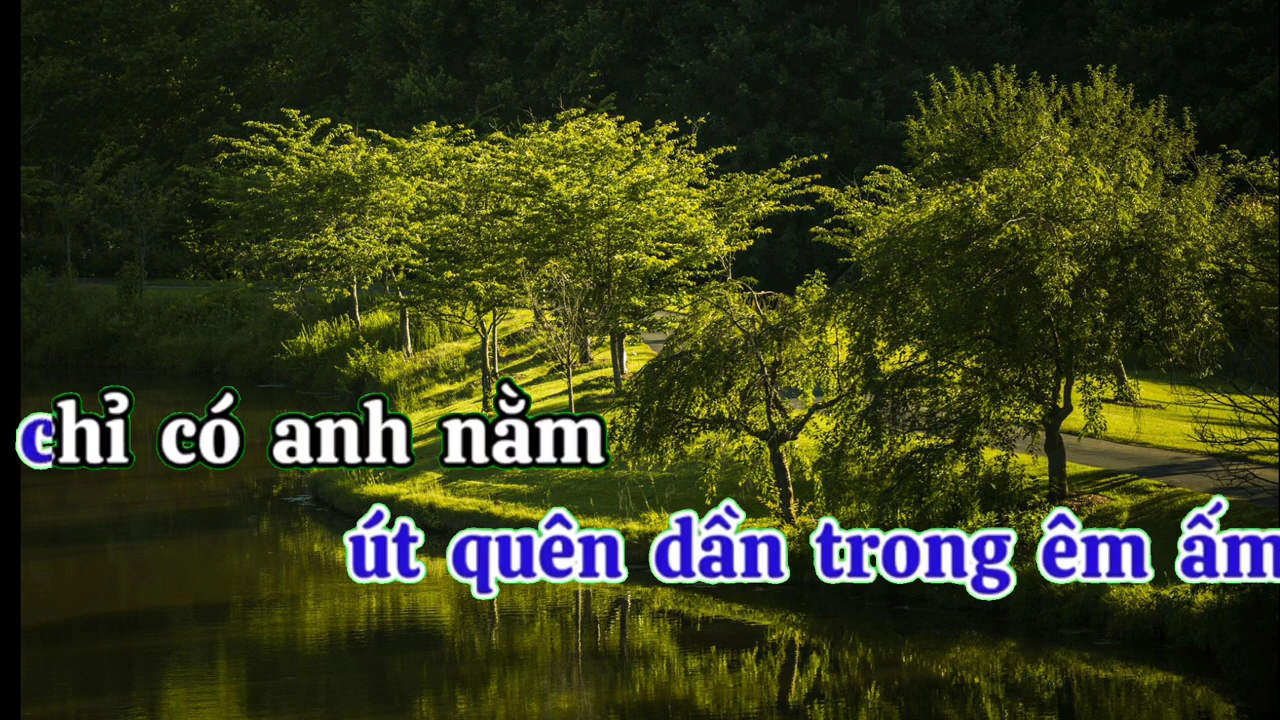 chỉ có anh nằm
út quên dần trong êm ấm